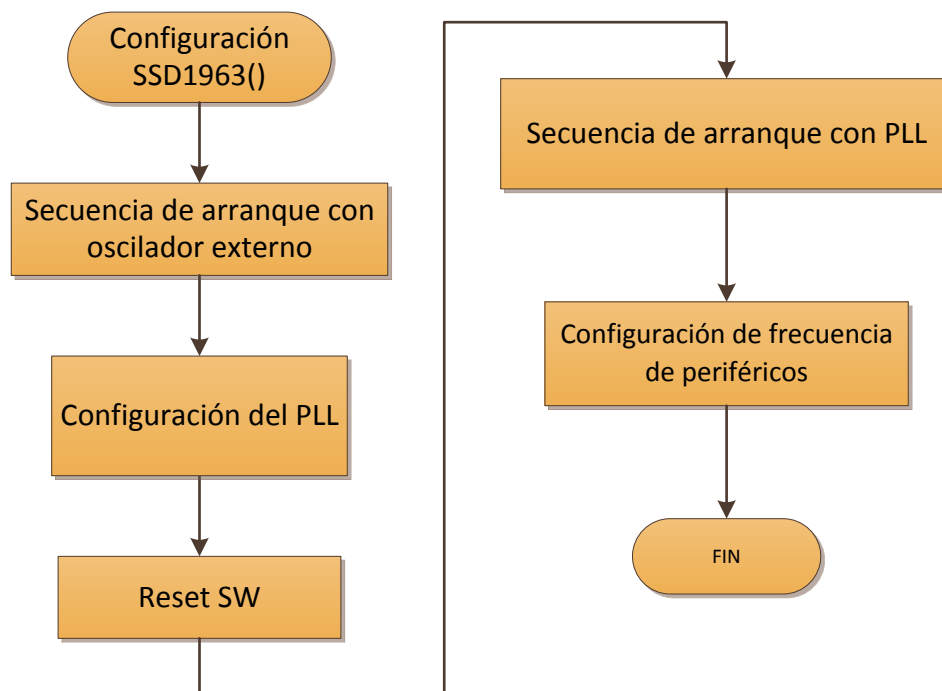 Configuración
SSD1963()
Secuencia de arranque con
oscilador externo
Configuración del PLL
Reset SW
Secuencia de arranque con PLL
Configuración de frecuencia
de periféricos
FIN